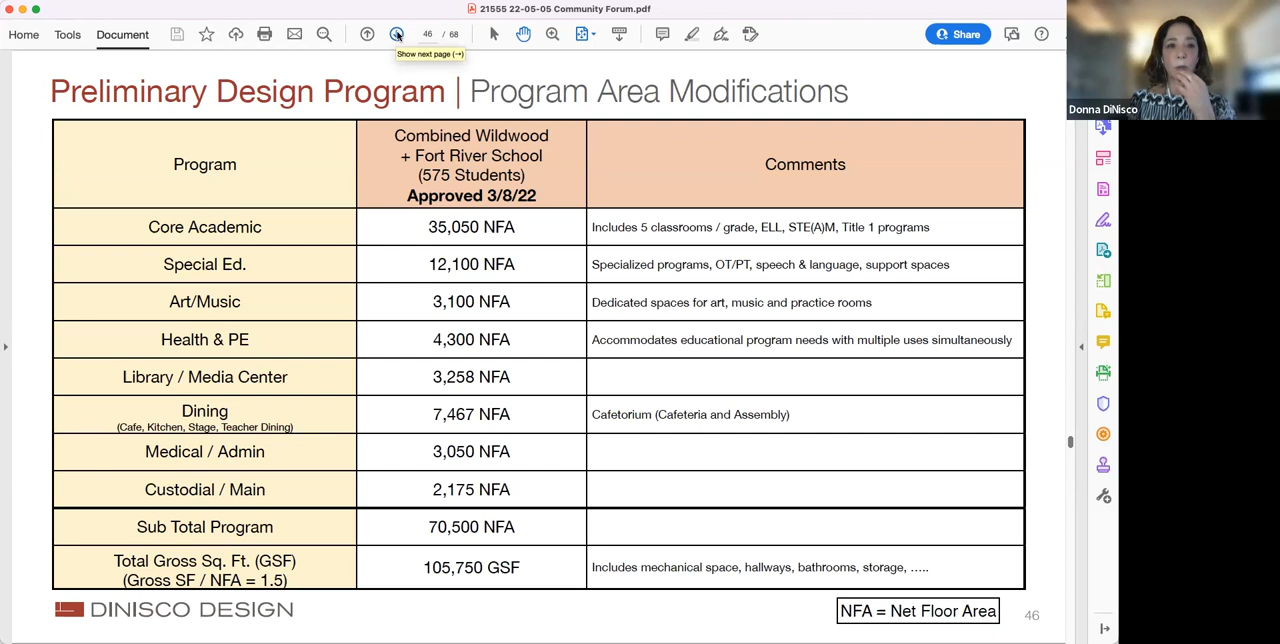 21555 22-05-05 Community Forum.pdf
Home Tools Document 46 / 68 Share
Show next page (→)
Donna DiNisco
Preliminary Design Program | Program Area Modifications
Program
Combined Wildwood
+ Fort River School
(575 Students)
Approved 3/8/22
Comments
Core Academic 35,050 NFA Includes 5 classrooms / grade, ELL, STE(A)M, Title 1 programs
Special Ed. 12,100 NFA Specialized programs, OT/PT, speech & language, support spaces
Art/Music 3,100 NFA Dedicated spaces for art, music and practice rooms
Health & PE 4,300 NFA Accommodates educational program needs with multiple uses simultaneously
Library / Media Center 3,258 NFA
Dining
(Cafe, Kitchen, Stage, Teacher Dining)
7,467 NFA Cafetorium (Cafeteria and Assembly)
Medical / Admin 3,050 NFA
Custodial / Main 2,175 NFA
Sub Total Program 70,500 NFA
Total Gross Sq. Ft. (GSF)
(Gross SF / NFA = 1.5)
105,750 GSF Includes mechanical space, hallways, bathrooms, storage, …..
DINISCO DESIGN
NFA = Net Floor Area
46